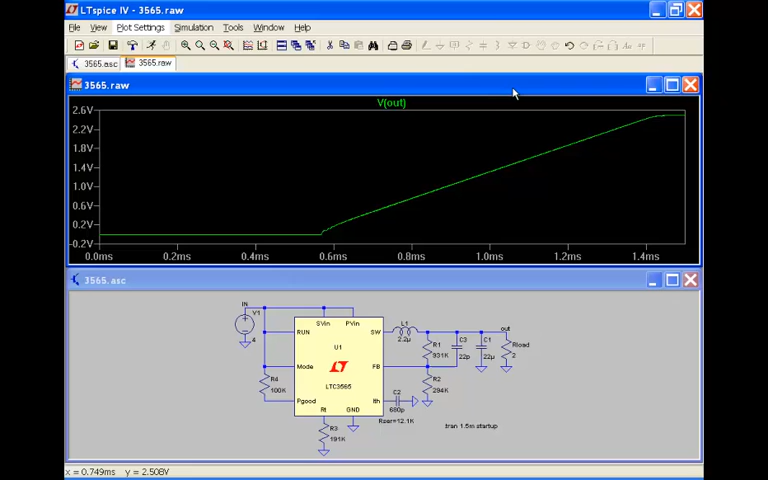 LTspice IV - 3565.raw
File View Plot Settings Simulation Tools Window Help
3565.asc 3565.raw
3565.raw
V(out)
2.6V
2.2V
1.8V
1.4V
1.0V
0.6V
0.2V
-0.2V
0.0ms 0.2ms 0.4ms 0.6ms 0.8ms 1.0ms 1.2ms 1.4ms
3565.asc
IN
V1
4
SVin PVin
RUN SW
U1
Mode FB
LTC3565
Pgood Ith
Rt GND
L1
2.2µ
out
R1
931K
C3
22p
C1
22µ
Rload
2
R4
100K
R2
294K
C2
680p
Rser=12.1K
R3
191K
.tran 1.5m startup
x = 0.749ms y = 2.508V